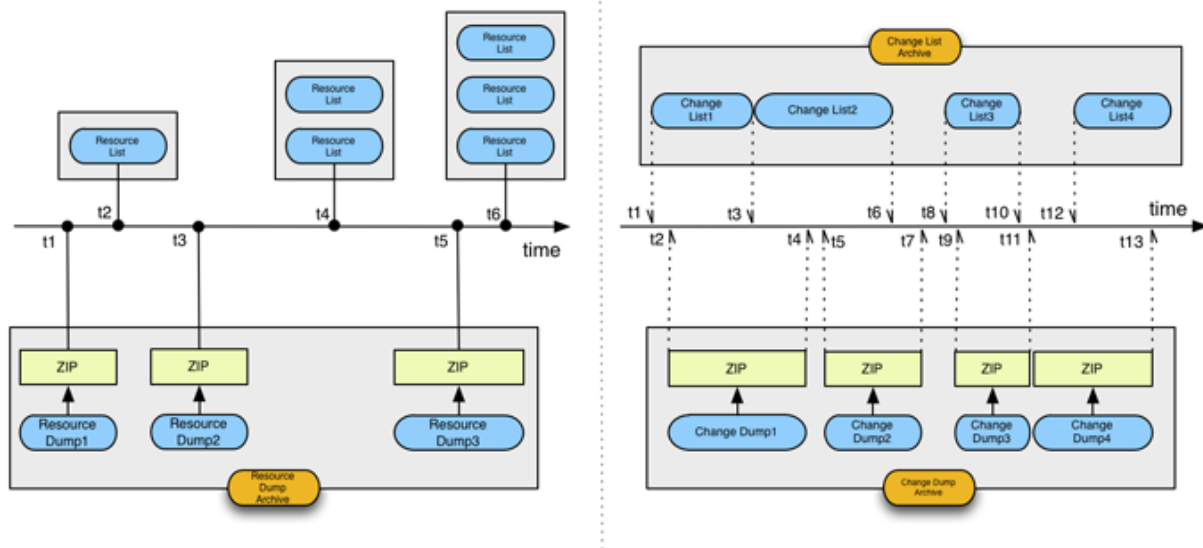 Resource
List
Resource
List
Resource
List
Resource
List
Resource
List
Resource
List
t1
t2
t3
t4
t5
t6
time
ZIP
ZIP
ZIP
Resource
Dump1
Resource
Dump2
Resource
Dump3
Resource
Dump
Archive
Change List
Archive
Change
List1
Change List2
Change
List3
Change
List4
t1
t3
t6
t8
t10
t12
time
t2
t4
t5
t7
t9
t11
t13
ZIP
ZIP
ZIP
ZIP
Change Dump1
Change
Dump2
Change
Dump3
Change
Dump4
Change Dump
Archive